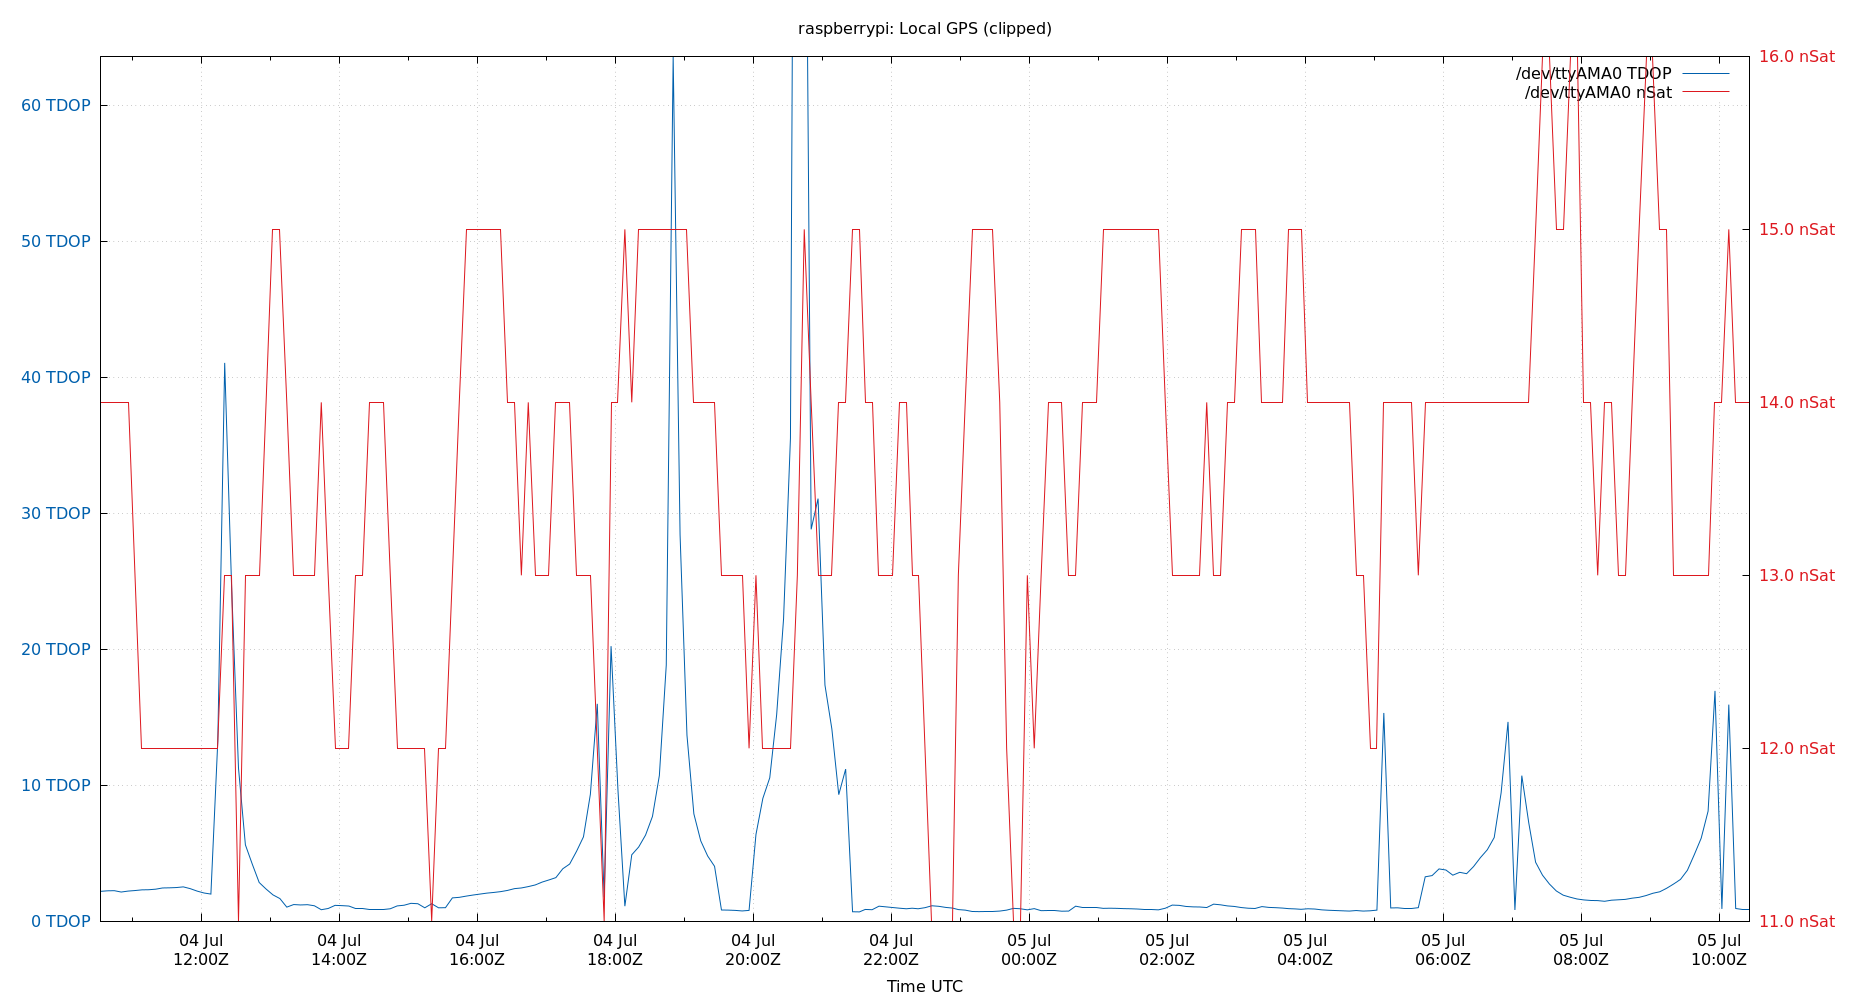 raspberrypi: Local GPS (clipped)
/dev/ttyAMA0 TDOP
/dev/ttyAMA0 nSat
60 TDOP
50 TDOP
40 TDOP
30 TDOP
20 TDOP
10 TDOP
0 TDOP
16.0 nSat
15.0 nSat
14.0 nSat
13.0 nSat
12.0 nSat
11.0 nSat
04 Jul 04 Jul 04 Jul 04 Jul 04 Jul 04 Jul 05 Jul 05 Jul 05 Jul 05 Jul 05 Jul 05 Jul
12:00Z 14:00Z 16:00Z 18:00Z 20:00Z 22:00Z 00:00Z 02:00Z 04:00Z 06:00Z 08:00Z 10:00Z
Time UTC